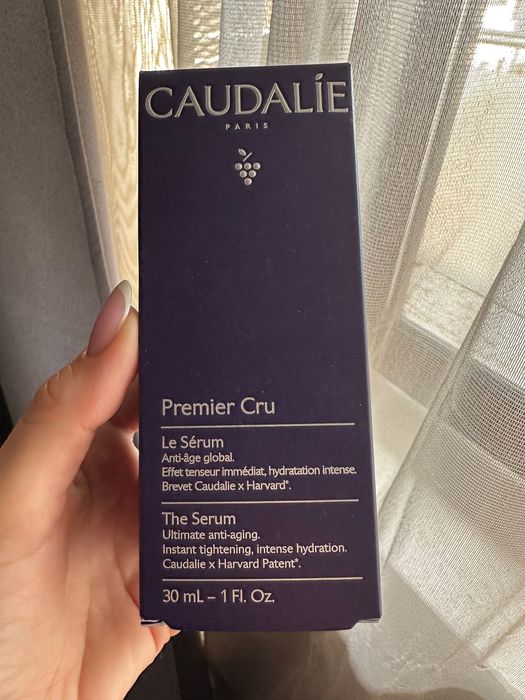 CAUDALÍE
PARIS
Premier Cru
Le Sérum
Anti-âge global.
Effet tenseur immédiat, hydratation intense.
Brevet Caudalie x Harvard*.
The Serum
Ultimate anti-aging.
Instant tightening, intense hydration.
Caudalie x Harvard Patent*.
30 mL – 1 Fl. Oz.